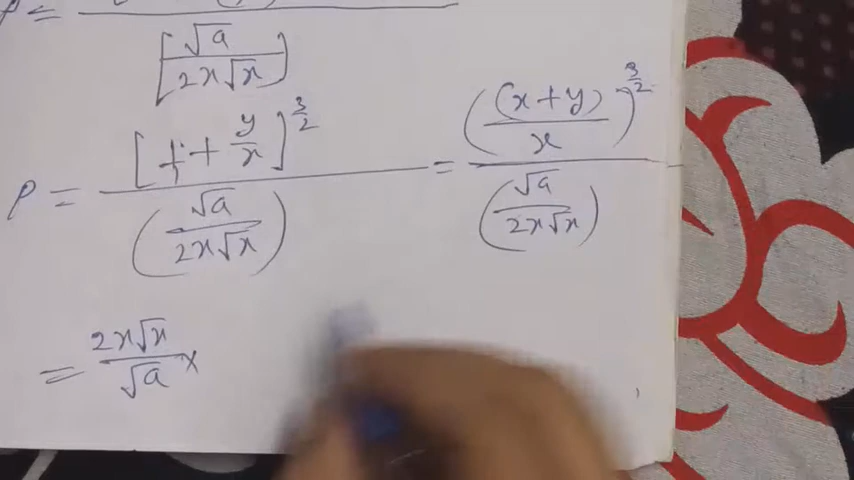 [√a / 2x√x]
ρ = [1 + y/x]^3/2 / (√a / 2x√x) = ((x+y) / x)^3/2 / (√a / 2x√x)
= 2x√x / √a ×